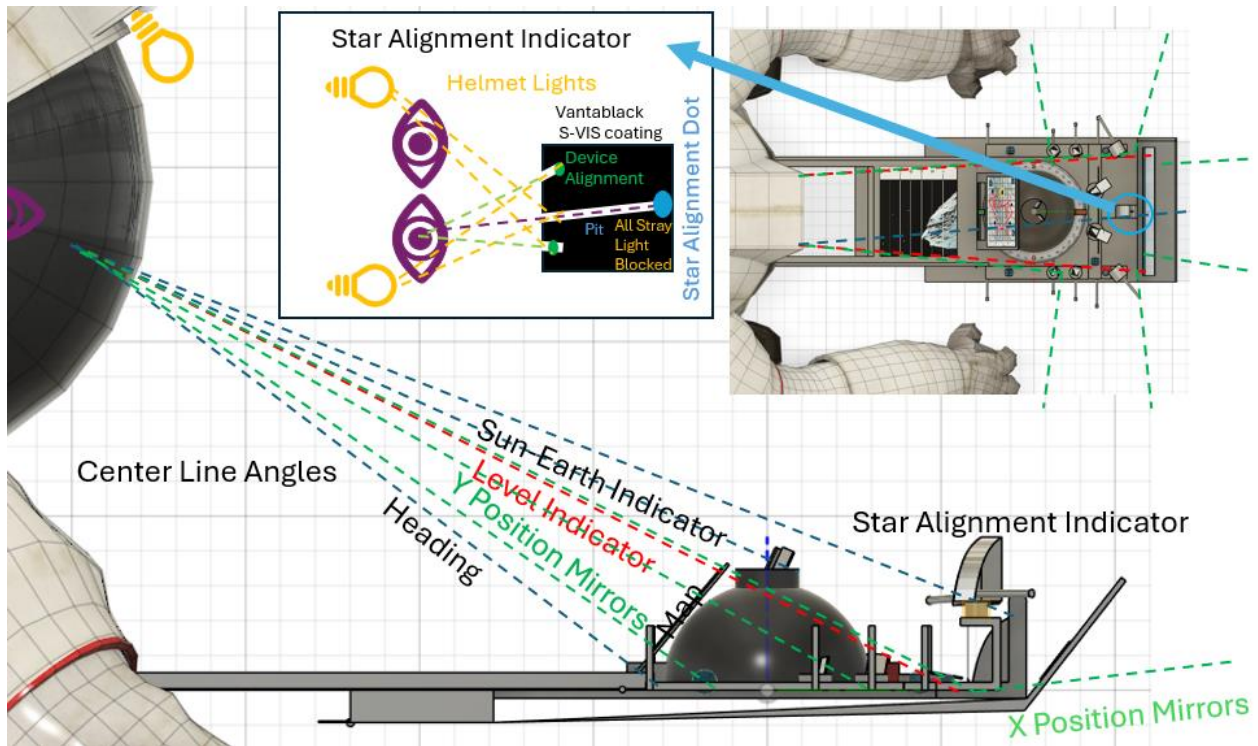 Star Alignment Indicator
Helmet Lights
Vantablack
S-VIS coating
Device
Alignment
Pit
All Stray
Light
Blocked
Star Alignment Dot
Center Line Angles
Sun-Earth Indicator
Level Indicator
Y Position Mirrors
Heading
Map
Star Alignment Indicator
X Position Mirrors